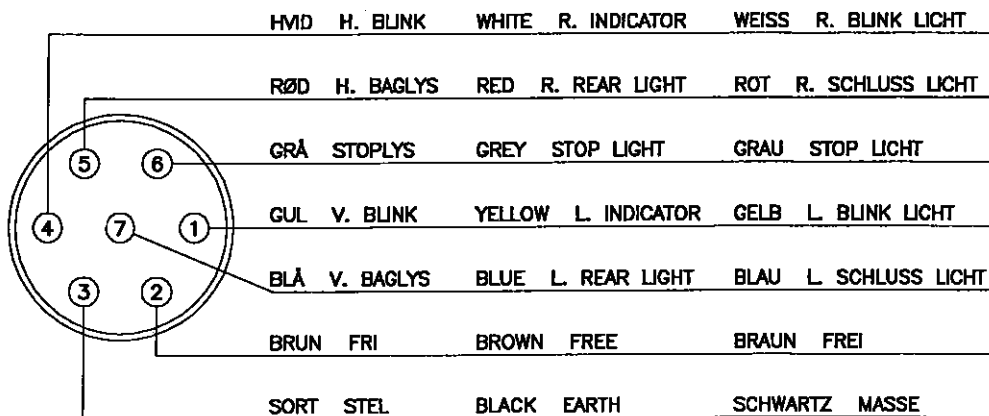 HVID H. BLINK WHITE R. INDICATOR WEISS R. BLINK LICHT
RØD H. BAGLYS RED R. REAR LIGHT ROT R. SCHLUSS LICHT
5 6 GRÅ STOPLYS GREY STOP LIGHT GRAU STOP LICHT
4 7 1 GUL V. BLINK YELLOW L. INDICATOR GELB L. BLINK LICHT
3 2 BLÅ V. BAGLYS BLUE L. REAR LIGHT BLAU L SCHLUSS LICHT
BRUN FRI BROWN FREE BRAUN FREI
SORT STEL BLACK EARTH SCHWARTZ MASSE